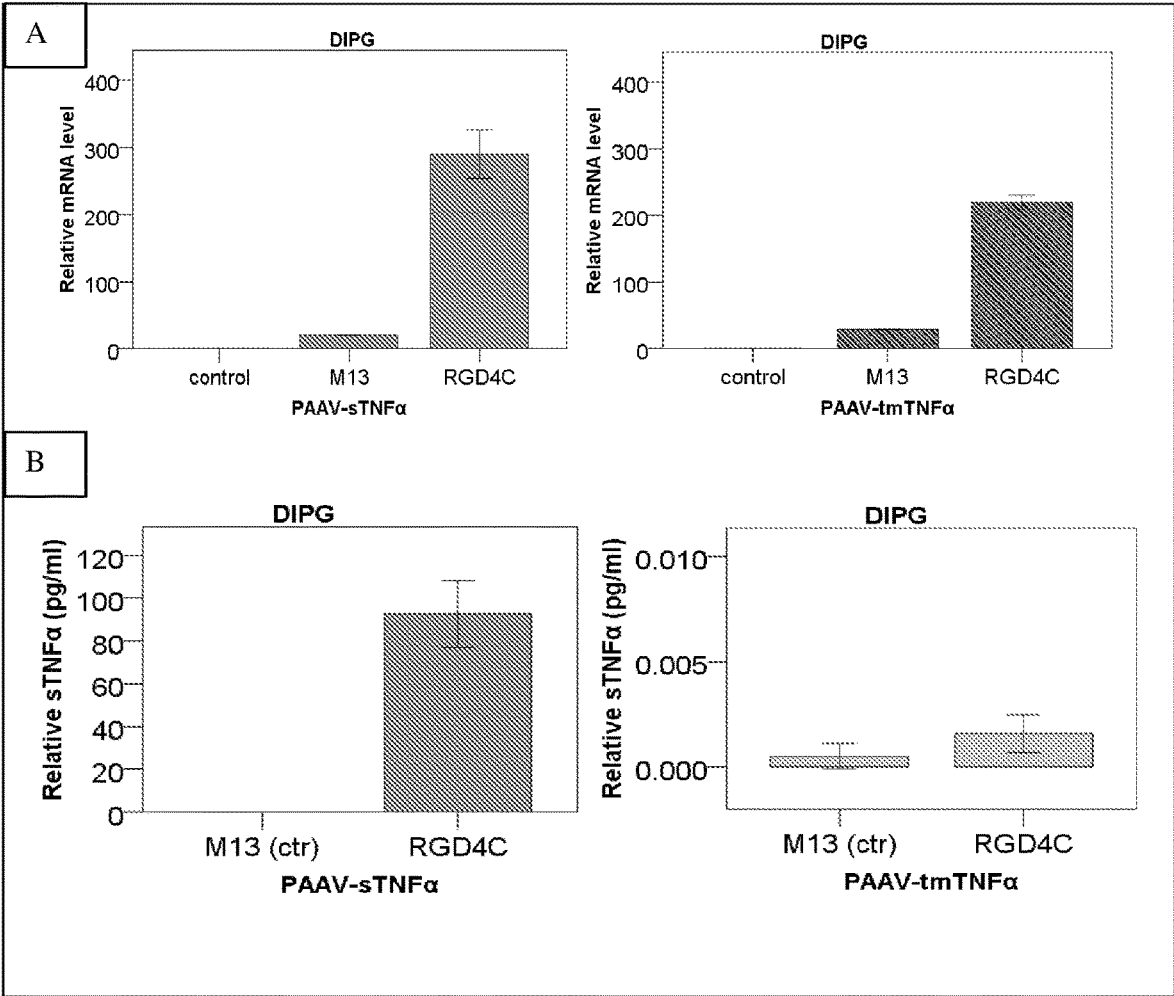 A
DIPG
Relative mRNA level
400
300
200
100
0
control M13 RGD4C
PAAV-sTNFα
DIPG
Relative mRNA level
400
300
200
100
0
control M13 RGD4C
PAAV-tmTNFα
B
DIPG
Relative sTNFα (pg/ml)
120
100
80
60
40
20
0
M13 (ctr) RGD4C
PAAV-sTNFα
DIPG
Relative sTNFα (pg/ml)
0.010
0.005
0.000
M13 (ctr) RGD4C
PAAV-tmTNFα